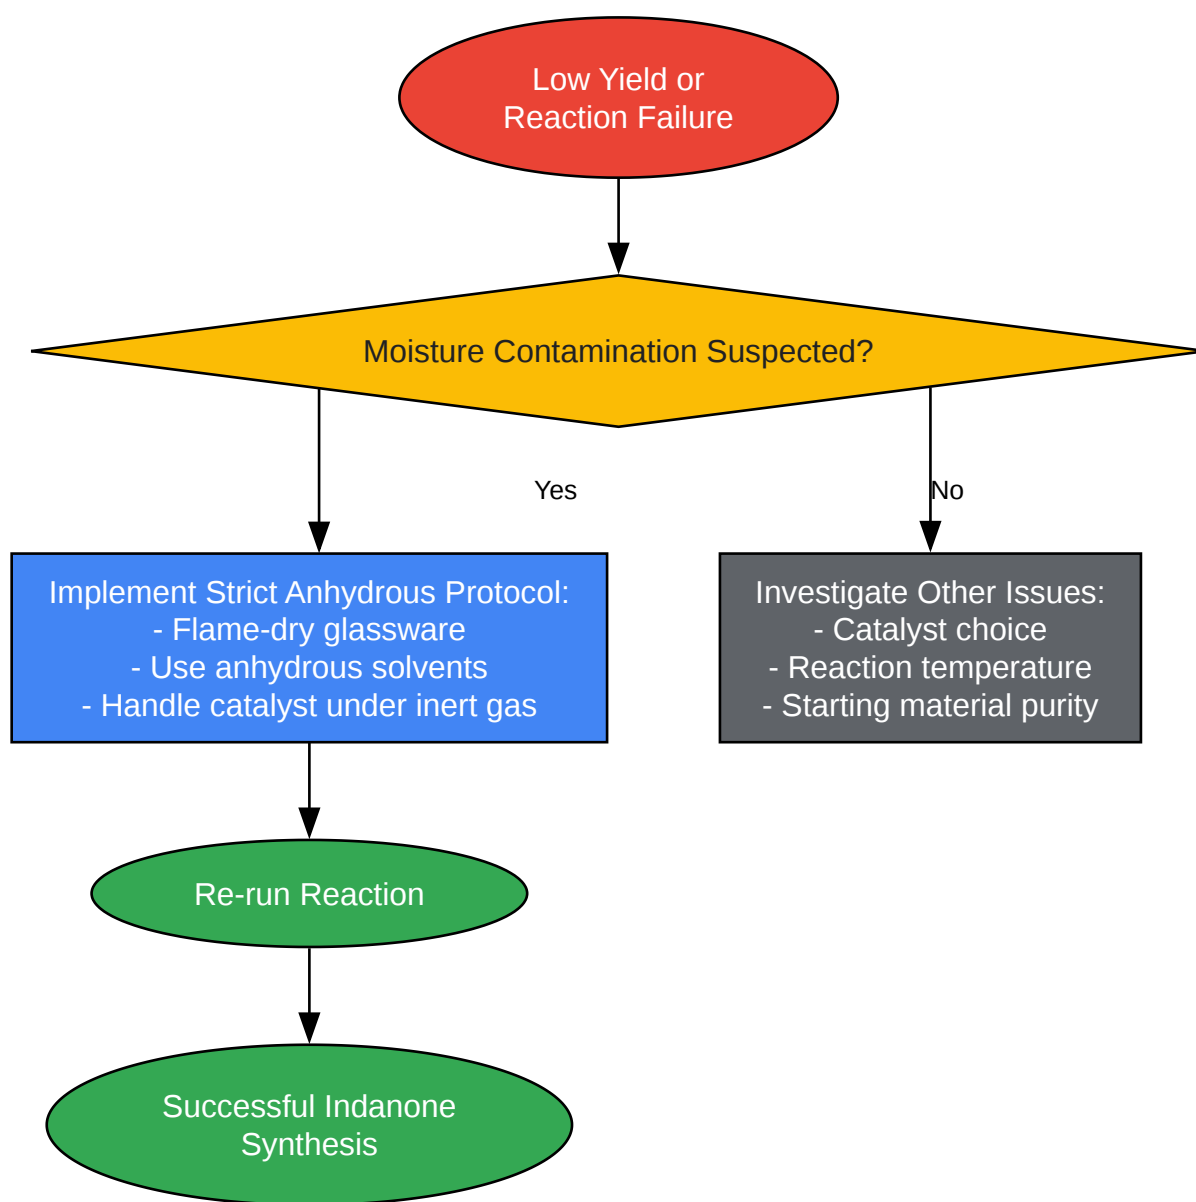 Low Yield or
Reaction Failure
Moisture Contamination Suspected?
Yes
No
Implement Strict Anhydrous Protocol:
- Flame-dry glassware
- Use anhydrous solvents
- Handle catalyst under inert gas
Investigate Other Issues:
- Catalyst choice
- Reaction temperature
- Starting material purity
Re-run Reaction
Successful Indanone
Synthesis